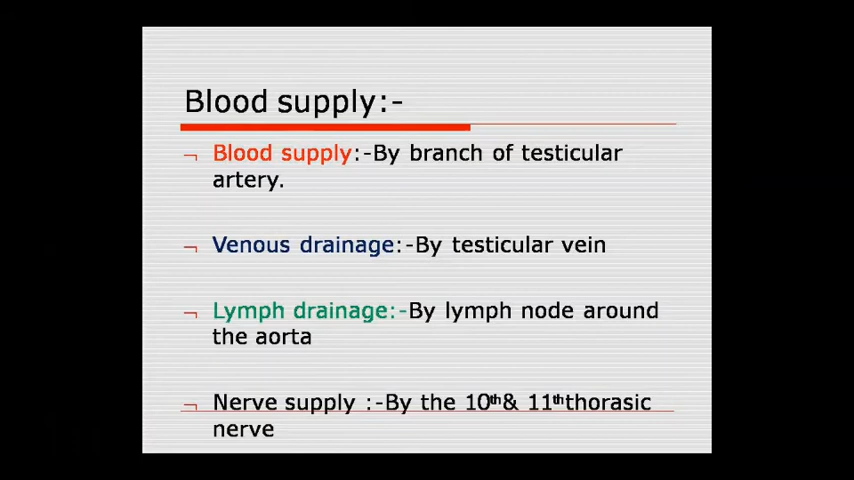 Blood supply:-
Blood supply:-By branch of testicular
artery.
Venous drainage:-By testicular vein
Lymph drainage:-By lymph node around
the aorta
Nerve supply :-By the 10th& 11ththorasic
nerve